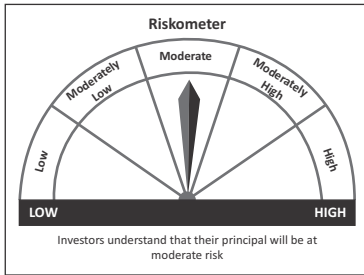 Riskometer
Moderate
Moderately
Low
Moderately
High
Low
High
LOW
HIGH
Investors understand that their principal will be at
moderate risk